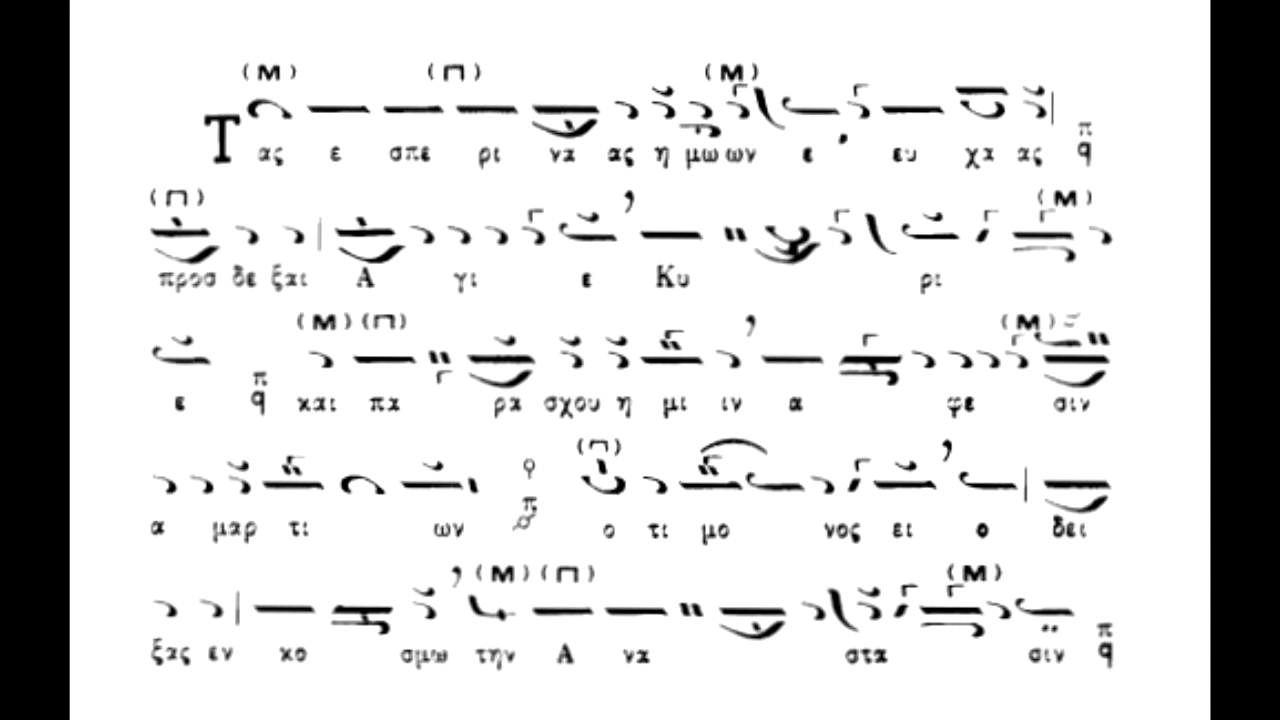 (Μ) (Π) (Μ)
Τας ε σπε ρι να ας η μω ων ε ευ χα ας π q
(Π) (Μ)
προσ δε ξαι Α γι ε Κυ ρι
(Μ) (Π) (Μ)
ε π q και πα ρα σχου η μι ιν α φε σιν
(Π)
α μαρ τι ων π ο τι μο νος ει ο δει
(Μ) (Π) (Μ)
ξας εν κο σμω την Α να στα σιν π q